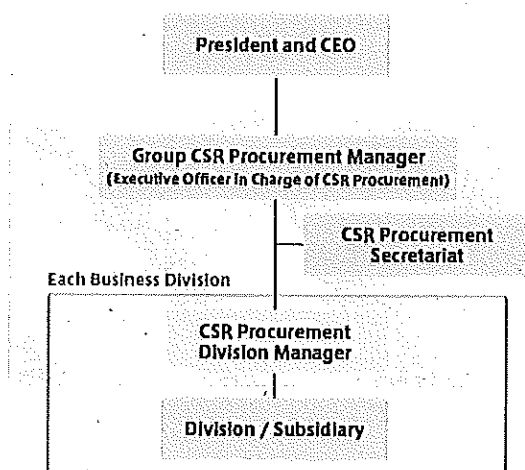 President and CEO
Group CSR Procurement Manager
(Executive Officer in Charge of CSR Procurement)
CSR Procurement
Secretariat
Each Business Division
CSR Procurement
Division Manager
Division / Subsidiary